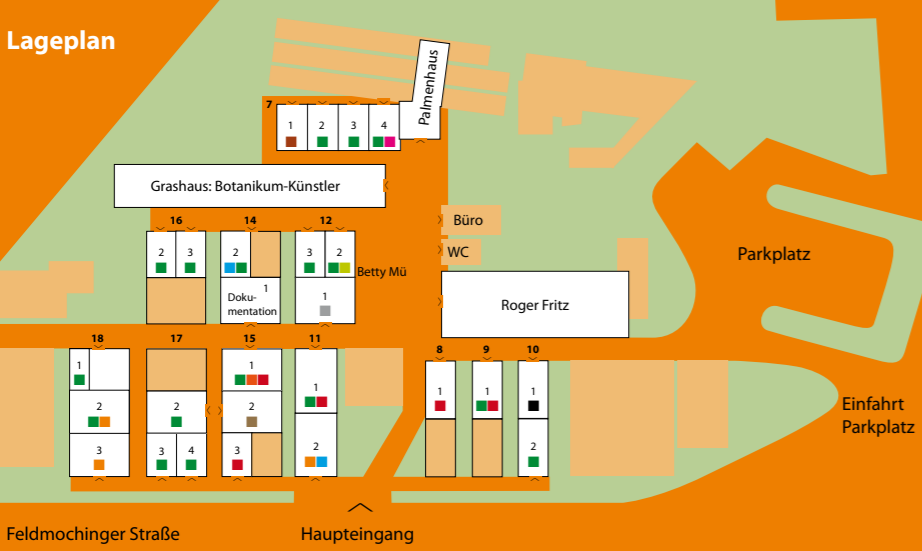 Lageplan
Palmenhaus
7
1
2
3
4
Grashaus: Botanikum-Künstler
16
14
12
Büro
2
3
2
3
2
WC
Parkplatz
Betty Mü
1
Doku-
mentation
1
Roger Fritz
18
17
15
11
8
9
10
1
1
1
1
1
1
2
2
2
Einfahrt
Parkplatz
3
3
4
3
2
2
Feldmochinger Straße
Haupteingang